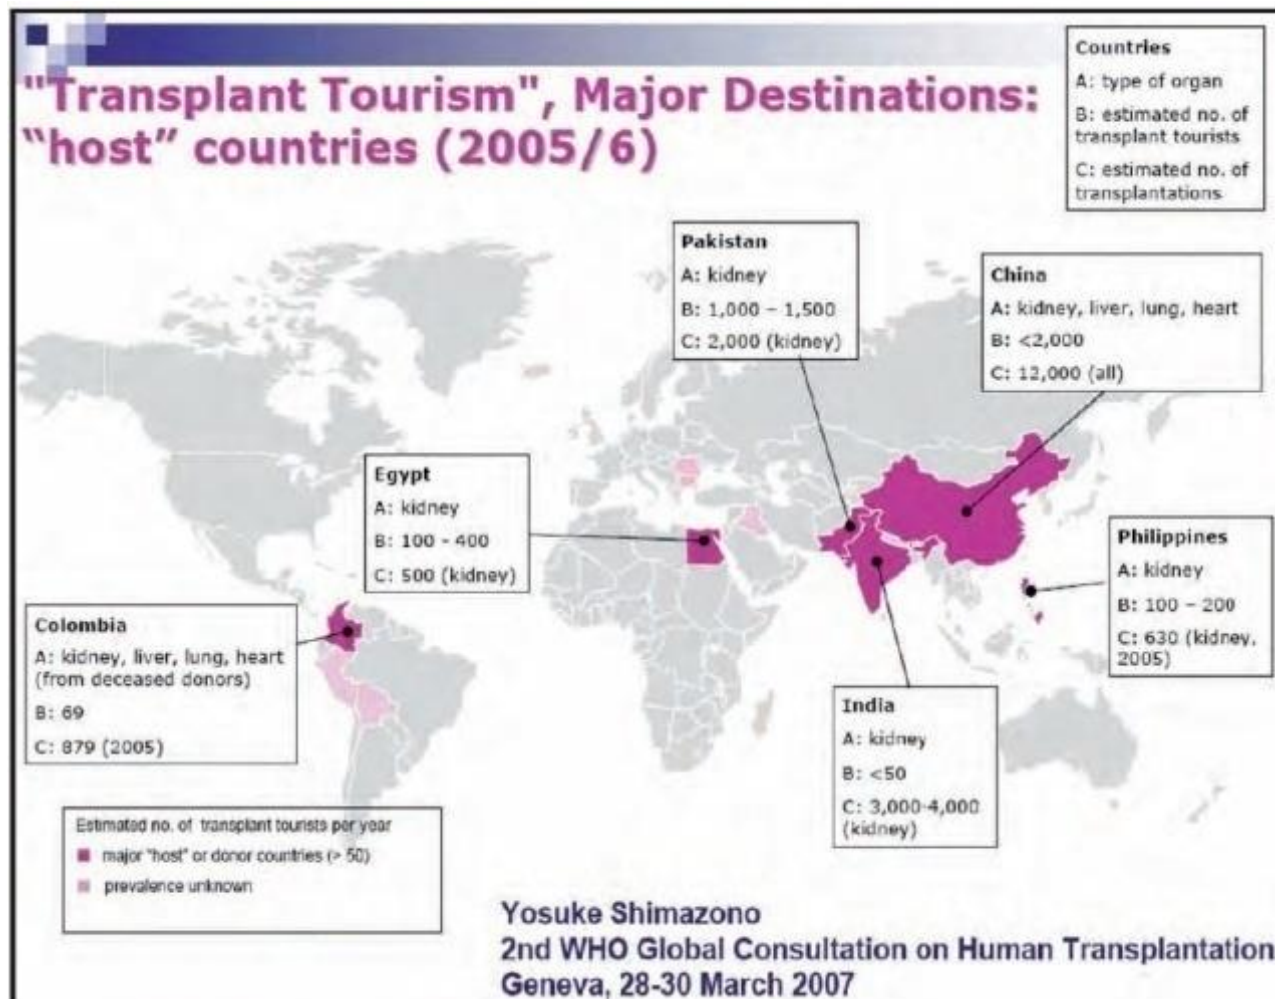 "Transplant Tourism", Major Destinations:
“host” countries (2005/6)
Countries
A: type of organ
B: estimated no. of
transplant tourists
C: estimated no. of
transplantations
Pakistan
A: kidney
B: 1,000 – 1,500
C: 2,000 (kidney)
China
A: kidney, liver, lung, heart
B: <2,000
C: 12,000 (all)
Egypt
A: kidney
B: 100 - 400
C: 500 (kidney)
Philippines
A: kidney
B: 100 – 200
C: 630 (kidney,
2005)
Colombia
A: kidney, liver, lung, heart
(from deceased donors)
B: 69
C: 879 (2005)
India
A: kidney
B: <50
C: 3,000-4,000
(kidney)
Estimated no. of transplant tourists per year
major "host" or donor countries (> 50)
prevalence unknown
Yosuke Shimazono
2nd WHO Global Consultation on Human Transplantation
Geneva, 28-30 March 2007